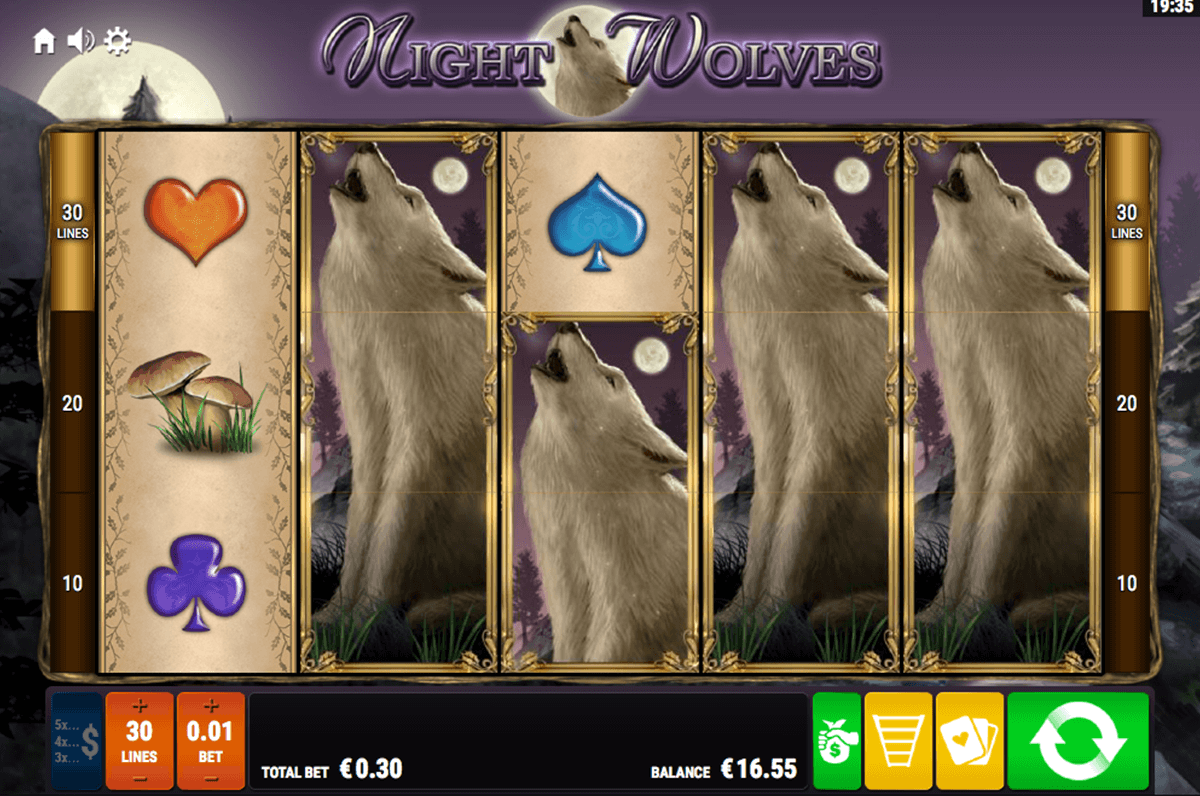 19:35
NIGHT WOLVES
30
LINES
20
10
30
LINES
20
10
5x...
4x...
3x...
$
+
30
LINES
−
+
0.01
BET
−
TOTAL BET €0.30
BALANCE €16.55
$